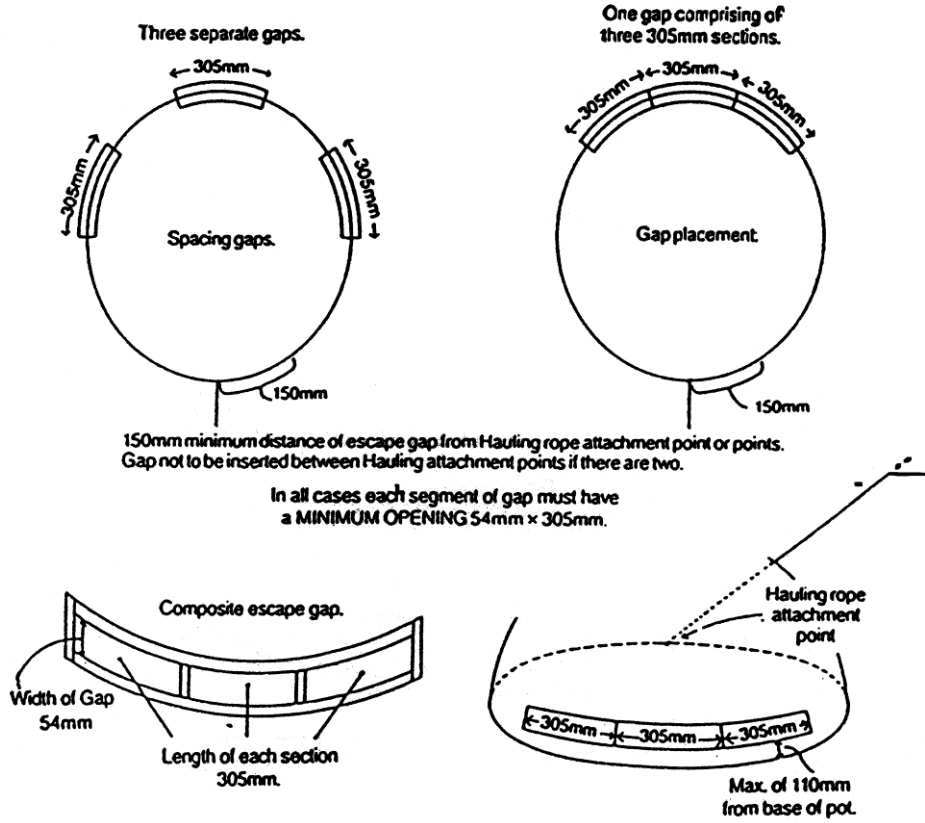 Three separate gaps.
305mm
305mm
305mm
Spacing gaps.
150mm
One gap comprising of
three 305mm sections.
305mm
305mm
305mm
Gap placement.
150mm
150mm minimum distance of escape gap from Hauling rope attachment point or points.
Gap not to be inserted between Hauling attachment points if there are two.
In all cases each segment of gap must have
a MINIMUM OPENING 54mm × 305mm.
Composite escape gap.
Width of Gap
54mm
Length of each section
305mm.
Hauling rope
attachment
point
305mm
305mm
305mm
Max. of 110mm
from base of pot.